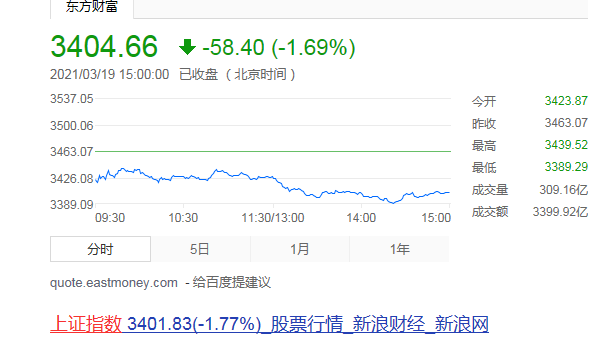 东方财富
3404.66 -58.40 (-1.69%)
2021/03/19 15:00:00 已收盘 (北京时间)
3537.05
3500.06
3463.07
3426.08
3389.09
09:30 10:30 11:30/13:00 14:00 15:00
今开 3423.87
昨收 3463.07
最高 3439.52
最低 3389.29
成交量 309.16亿
成交额 3399.92亿
分时 5日 1月 1年
quote.eastmoney.com - 给百度提建议
上证指数 3401.83(-1.77%)_股票行情_新浪财经_新浪网